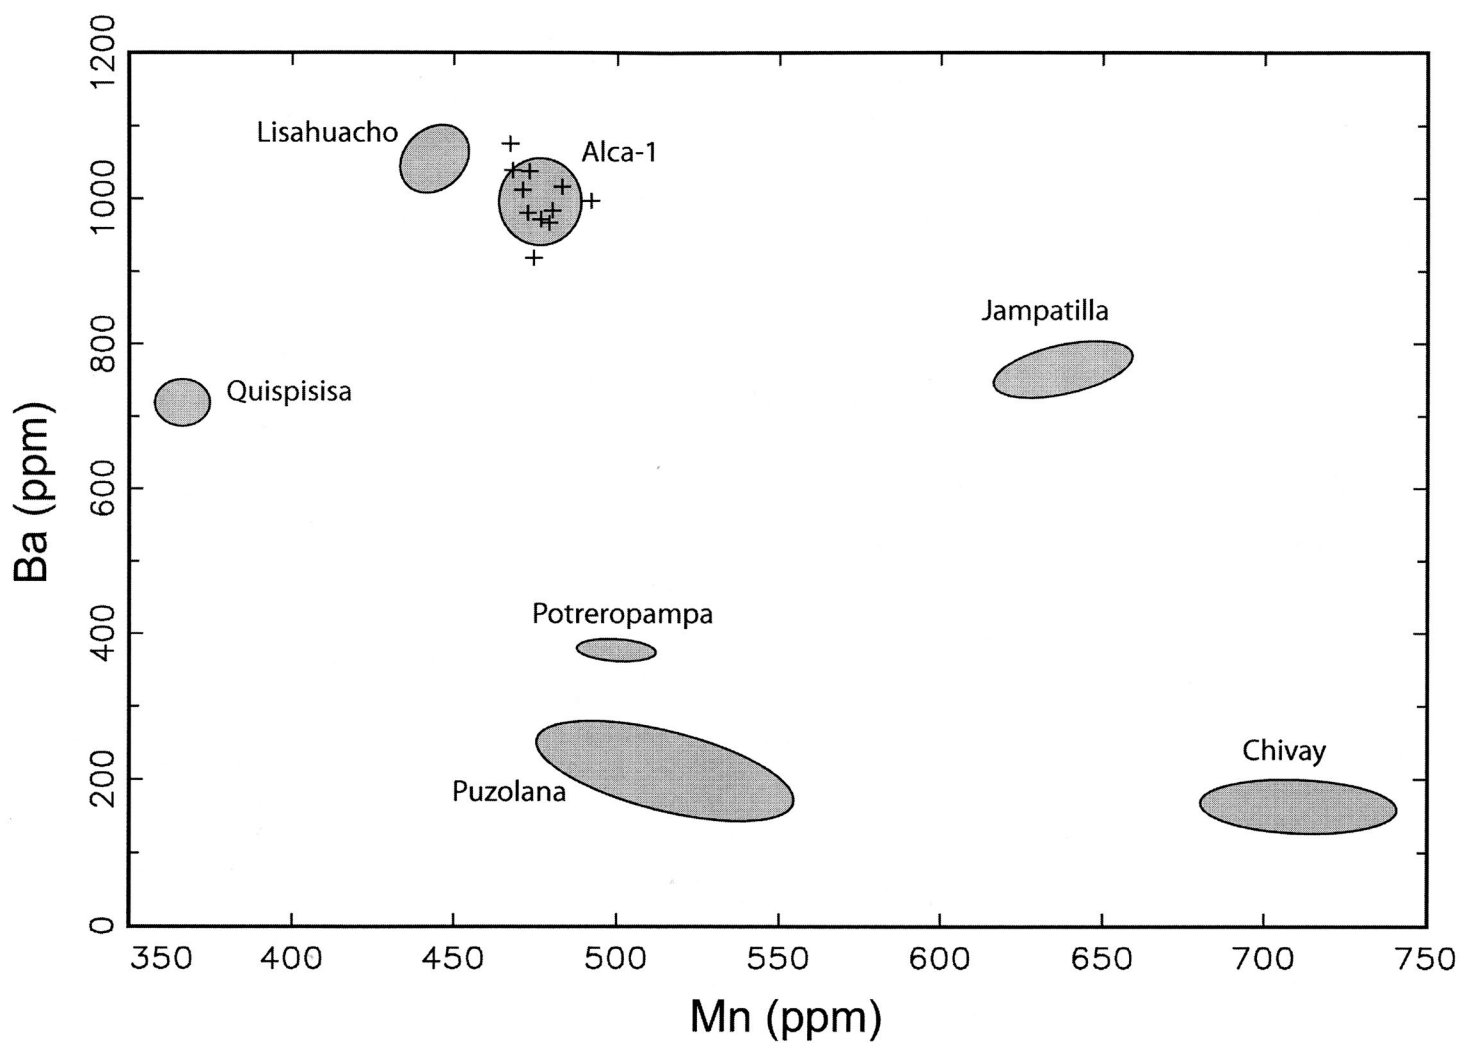 1200
Lisahuacho
Alca-1
1000
Jampatilla
800
Quispisisa
600
Ba (ppm)
Potreropampa
400
Chivay
200
Puzolana
0
350 400 450 500 550 600 650 700 750
Mn (ppm)